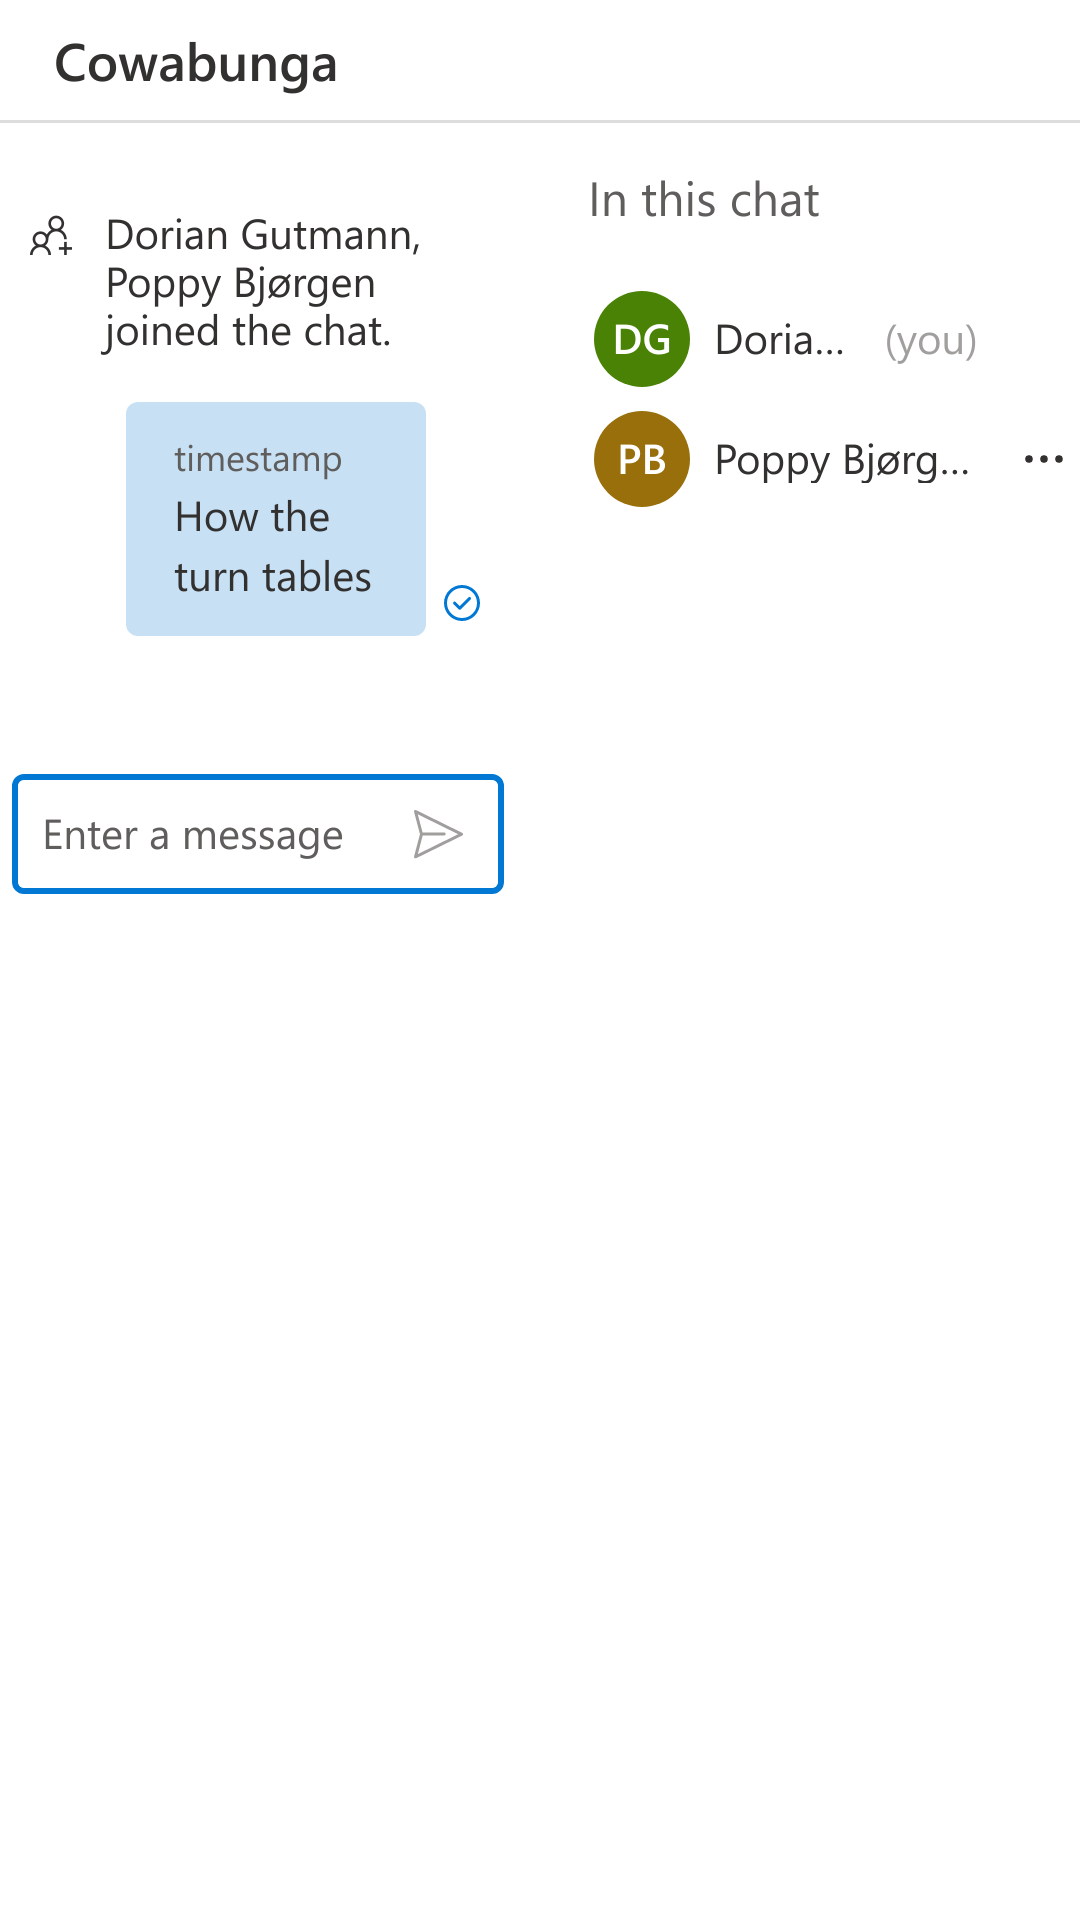 Cowabunga
Dorian Gutmann,
Poppy Bjørgen
joined the chat.
timestamp
How the
turn tables
Enter a message
In this chat
DG Doria... (you)
PB Poppy Bjørg...